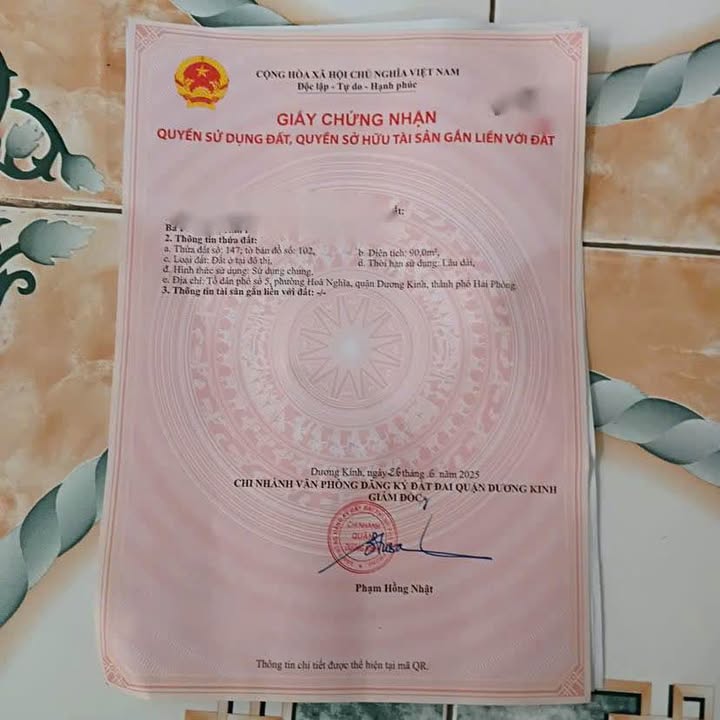 CỘNG HÒA XÃ HỘI CHỦ NGHĨA VIỆT NAM
Độc lập - Tự do - Hạnh phúc
GIẤY CHỨNG NHẬN
QUYỀN SỬ DỤNG ĐẤT, QUYỀN SỞ HỮU TÀI SẢN GẮN LIỀN VỚI ĐẤT
Bà
2. Thông tin thửa đất:
a. Thửa đất số: 147; tờ bản đồ số: 102, b. Diện tích: 90,0m²,
c. Loại đất: Đất ở tại đô thị, d. Thời hạn sử dụng: Lâu dài,
đ. Hình thức sử dụng: Sử dụng chung,
e. Địa chỉ: Tổ dân phố số 5, phường Hoà Nghĩa, quận Dương Kinh, thành phố Hải Phòng.
3. Thông tin tài sản gắn liền với đất: -/-
Dương Kinh, ngày 26 tháng 6 năm 2025
CHI NHÁNH VĂN PHÒNG ĐĂNG KÝ ĐẤT ĐAI QUẬN DƯƠNG KINH
GIÁM ĐỐC
CHI NHÁNH
QUẬN
Phạm Hồng Nhật
Thông tin chi tiết được thể hiện tại mã QR.